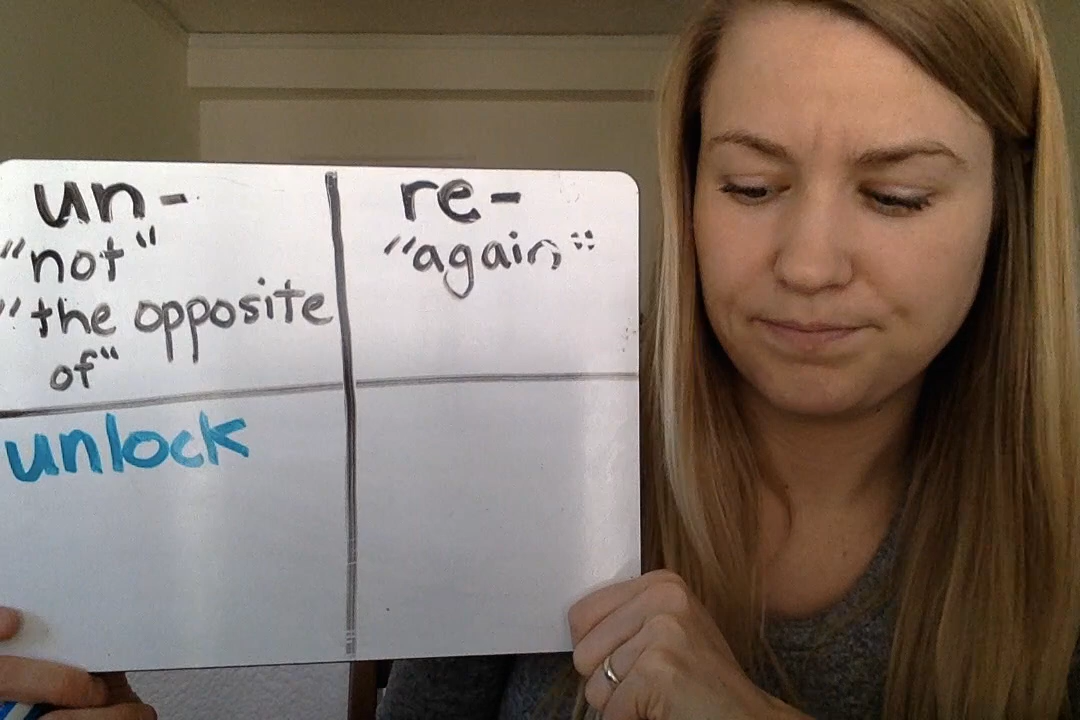 un-
"not"
"the opposite
of"
unlock
re-
"again"